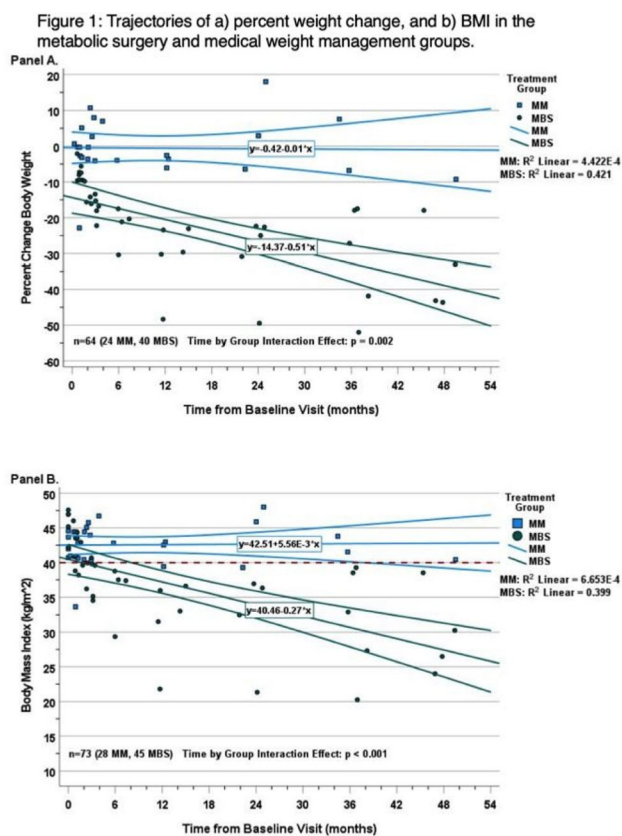 Figure 1: Trajectories of a) percent weight change, and b) BMI in the
metabolic surgery and medical weight management groups.
Panel A.
Percent Change Body Weight
20
10
0
-10
-20
-30
-40
-50
-60
y=-0.42-0.01*x
y=-14.37-0.51*x
n=64 (24 MM, 40 MBS) Time by Group Interaction Effect: p = 0.002
0 6 12 18 24 30 36 42 48 54
Time from Baseline Visit (months)
Treatment
Group
MM
MBS
MM
MBS
MM: R² Linear = 4.422E-4
MBS: R² Linear = 0.421
Panel B.
Body Mass Index (kg/m^2)
50
45
40
35
30
25
20
15
10
y=42.51+5.56E-3*x
y=40.46-0.27*x
n=73 (28 MM, 45 MBS) Time by Group Interaction Effect: p < 0.001
0 6 12 18 24 30 36 42 48 54
Time from Baseline Visit (months)
Treatment
Group
MM
MBS
MM
MBS
MM: R² Linear = 6.653E-4
MBS: R² Linear = 0.399